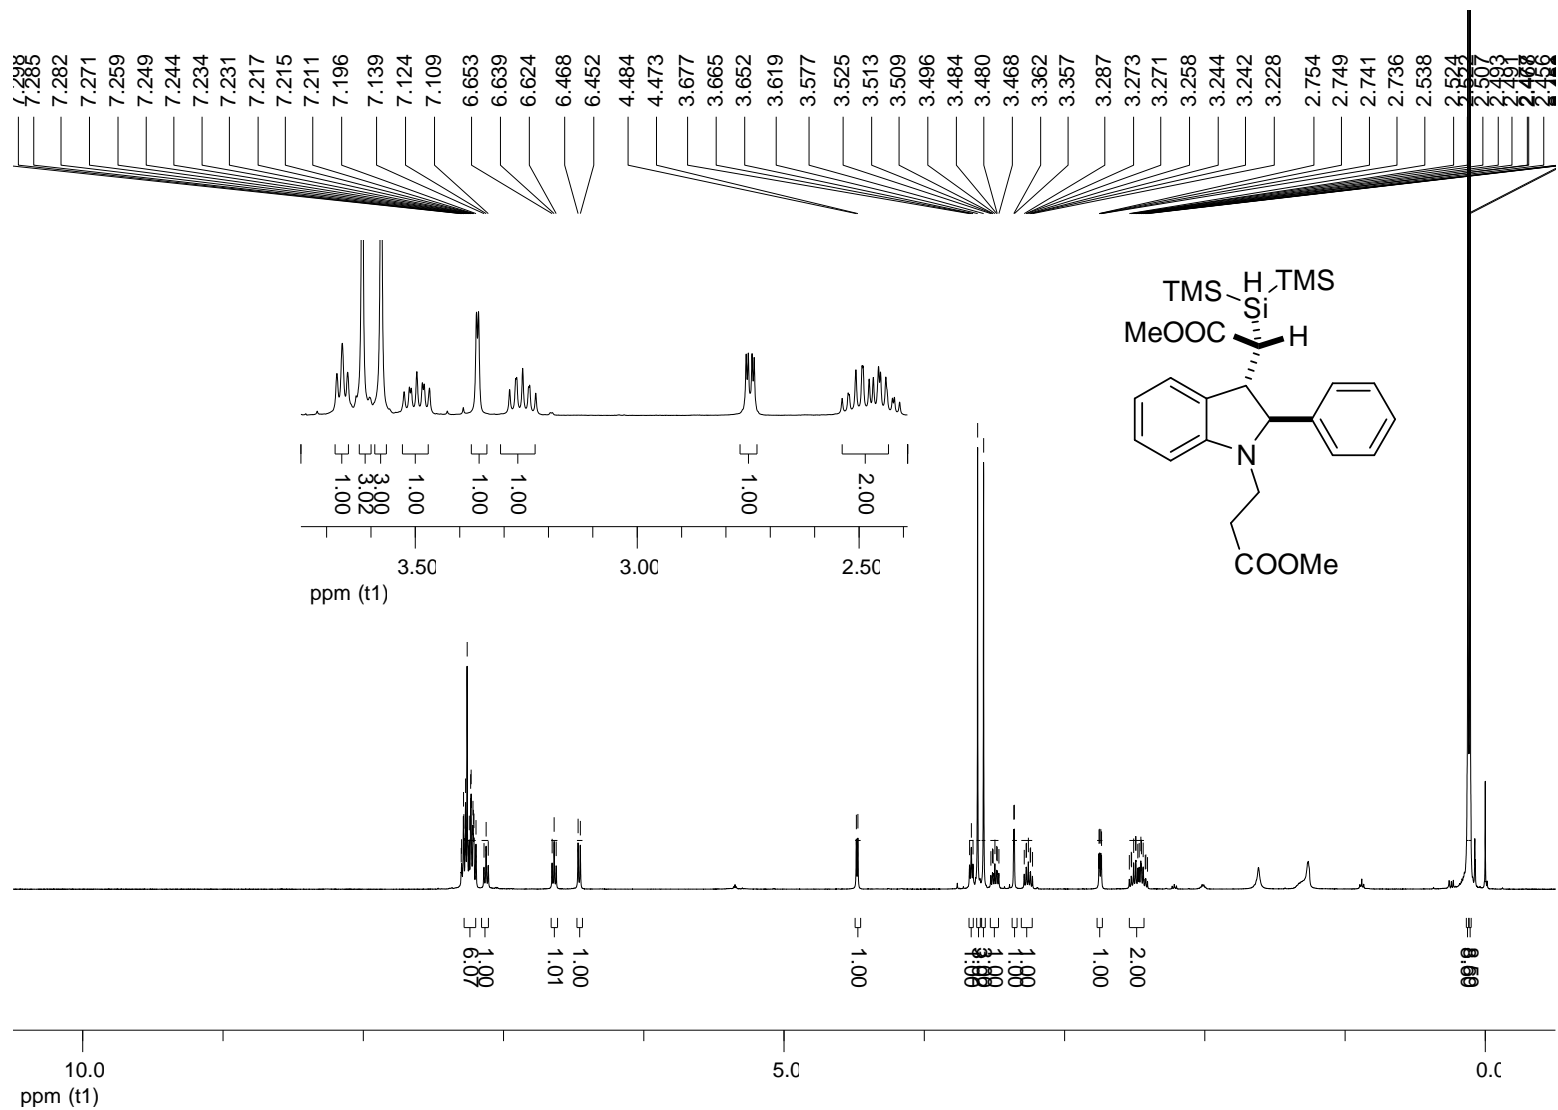 7.285 7.282 7.271 7.259 7.249 7.244 7.234 7.231 7.217 7.215 7.211 7.196 7.139 7.124 7.109 6.653 6.639 6.624 6.468 6.452 4.484 4.473 3.677 3.665 3.652 3.619 3.577 3.525 3.513 3.509 3.496 3.484 3.480 3.468 3.362 3.357 3.287 3.273 3.271 3.258 3.244 3.242 3.228 2.754 2.749 2.741 2.736 2.538 2.524
H
TMS TMS
Si
MeOOC H
N
COOMe
1.00 3.02 3.00 1.00 1.00 1.00 1.00 2.00
3.50 3.00 2.50
ppm (t1)
6.07 1.00 1.01 1.00 1.00 1.00 1.00 1.00 1.00 2.00
10.0 5.0 0.0
ppm (t1)